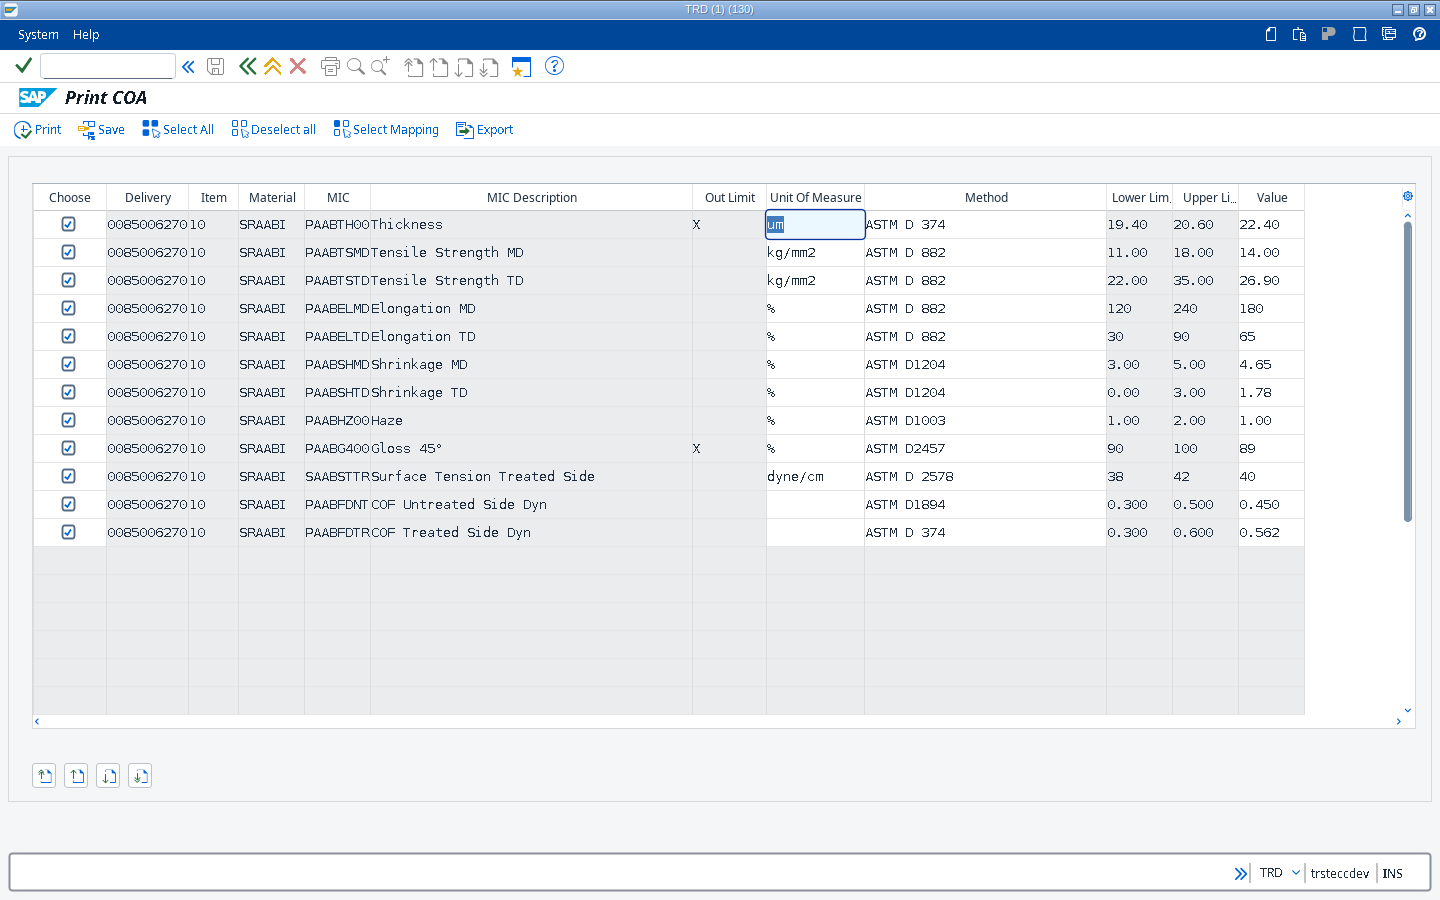 TRD (1) (130)
System Help
SAP Print COA
Print Save Select All Deselect all Select Mapping Export
Choose Delivery Item Material MIC MIC Description Out Limit Unit Of Measure Method Lower Lim. Upper Li... Value
0085006270 10 SRAABI PAABTH00 Thickness X um ASTM D 374 19.40 20.60 22.40
0085006270 10 SRAABI PAABTSMD Tensile Strength MD kg/mm2 ASTM D 882 11.00 18.00 14.00
0085006270 10 SRAABI PAABTSTD Tensile Strength TD kg/mm2 ASTM D 882 22.00 35.00 26.90
0085006270 10 SRAABI PAABELMD Elongation MD % ASTM D 882 120 240 180
0085006270 10 SRAABI PAABELTD Elongation TD % ASTM D 882 30 90 65
0085006270 10 SRAABI PAABSHMD Shrinkage MD % ASTM D1204 3.00 5.00 4.65
0085006270 10 SRAABI PAABSHTD Shrinkage TD % ASTM D1204 0.00 3.00 1.78
0085006270 10 SRAABI PAABHZ00 Haze % ASTM D1003 1.00 2.00 1.00
0085006270 10 SRAABI PAABG400 Gloss 45° X % ASTM D2457 90 100 89
0085006270 10 SRAABI SAABSTTR Surface Tension Treated Side dyne/cm ASTM D 2578 38 42 40
0085006270 10 SRAABI PAABFDNT COF Untreated Side Dyn ASTM D1894 0.300 0.500 0.450
0085006270 10 SRAABI PAABFDTR COF Treated Side Dyn ASTM D 374 0.300 0.600 0.562
TRD trsteccdev INS